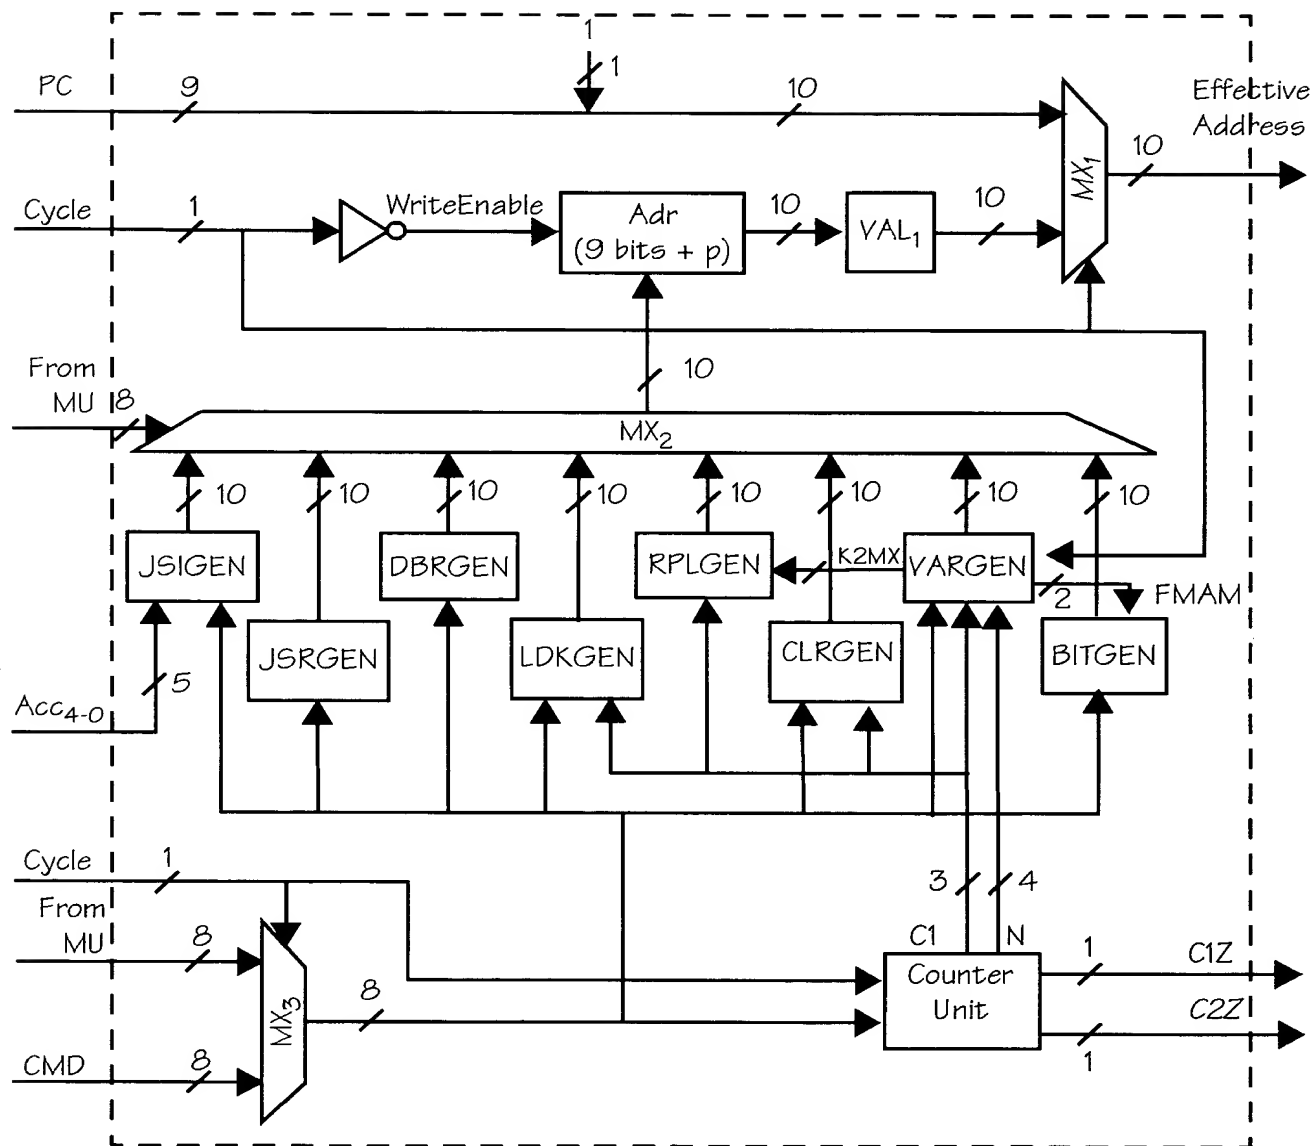 1
PC
9
1
10
Effective
Address
10
MX1
Cycle
1
WriteEnable
Adr
(9 bits + p)
10
VAL1
10
From
MU
8
10
MX2
10
10
10
10
10
10
10
10
JSIGEN
DBRGEN
RPLGEN
K2MX
VARGEN
2
FMAM
JSRGEN
LDKGEN
CLRGEN
BITGEN
5
Acc4-0
Cycle
1
3
4
From
MU
8
C1
N
Counter
Unit
1
C1Z
MX3
8
C2Z
CMD
8
1